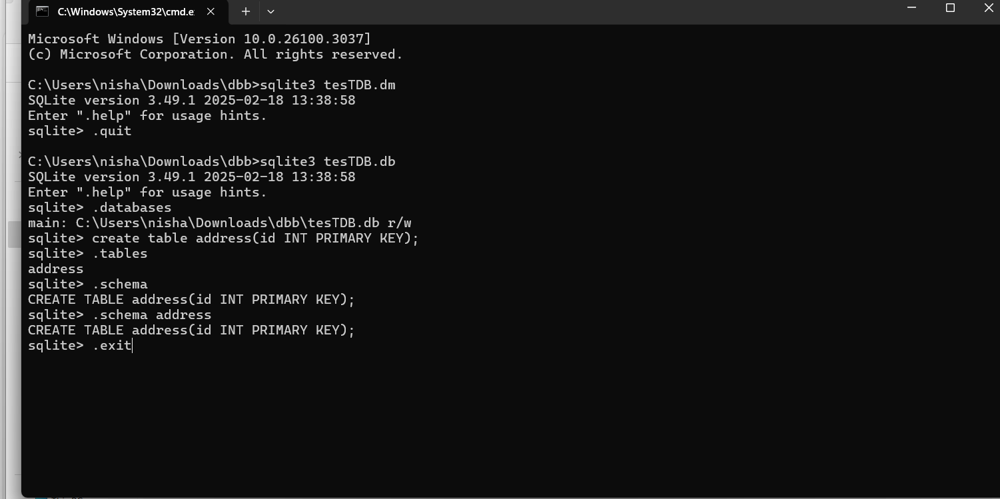 C:\Windows\System32\cmd.e
Microsoft Windows [Version 10.0.26100.3037]
(c) Microsoft Corporation. All rights reserved.
C:\Users\nisha\Downloads\dbb>sqlite3 tesTDB.dm
SQLite version 3.49.1 2025-02-18 13:38:58
Enter ".help" for usage hints.
sqlite> .quit
C:\Users\nisha\Downloads\dbb>sqlite3 tesTDB.db
SQLite version 3.49.1 2025-02-18 13:38:58
Enter ".help" for usage hints.
sqlite> .databases
main: C:\Users\nisha\Downloads\dbb\tesTDB.db r/w
sqlite> create table address(id INT PRIMARY KEY);
sqlite> .tables
address
sqlite> .schema
CREATE TABLE address(id INT PRIMARY KEY);
sqlite> .schema address
CREATE TABLE address(id INT PRIMARY KEY);
sqlite> .exit